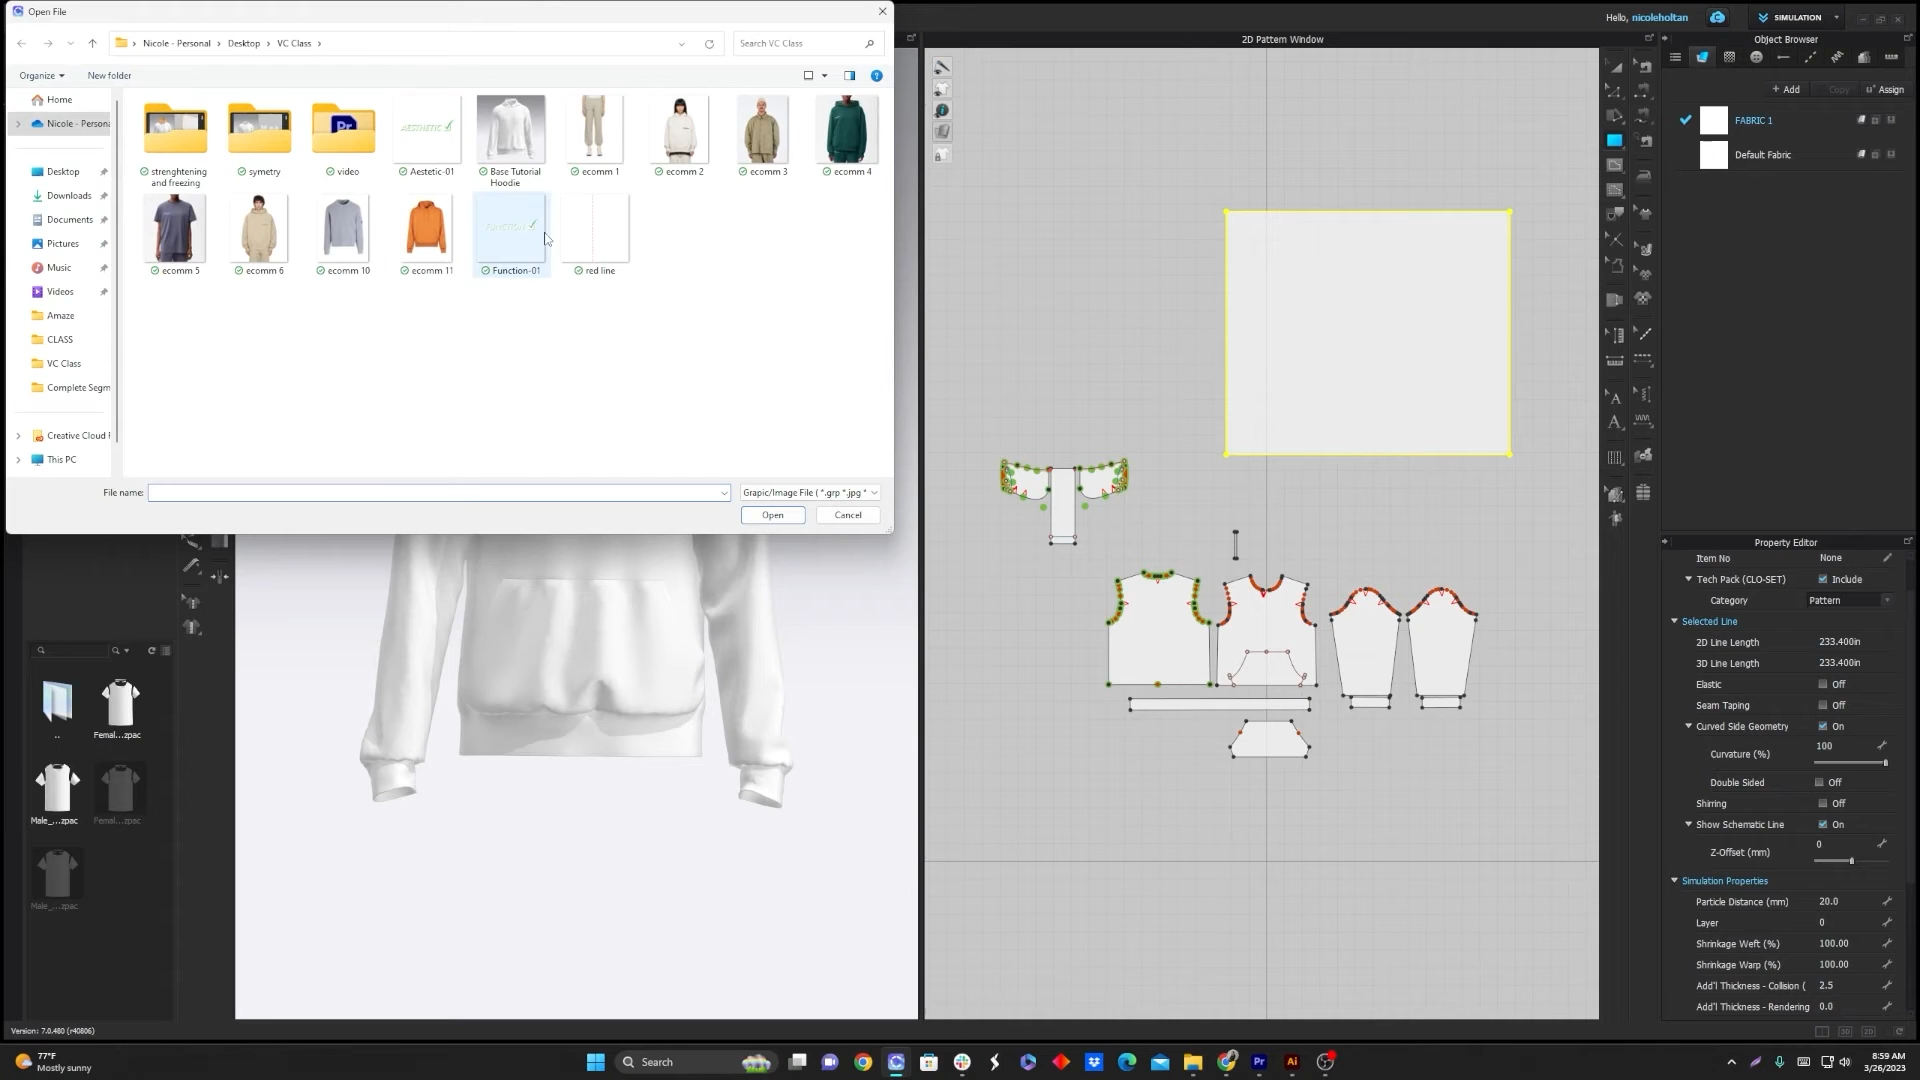 Open File
Nicole - Personal > Desktop > VC Class >
Search VC Class
Organize
New folder
Home
Nicole - Persona
Desktop
Downloads
Documents
Pictures
Music
Videos
Amaze
CLASS
VC Class
Complete Segm
Creative Cloud F
This PC
AESTHETIC
strenghtening and freezing
symetry
video
Aestetic-01
Base Tutorial Hoodie
ecomm 1
ecomm 2
ecomm 3
ecomm 4
FUNCTION
ecomm 5
ecomm 6
ecomm 10
ecomm 11
Function-01
red line
File name:
Grapic/Image File ( *.grp *.jpg *
Open
Cancel
Hello, nicoleholtan
SIMULATION
2D Pattern Window
Object Browser
+ Add
Copy
Assign
FABRIC 1
Default Fabric
Property Editor
Item No
None
Tech Pack (CLO-SET)
Include
Category
Pattern
Selected Line
2D Line Length
233.400in
3D Line Length
233.400in
Elastic
Off
Seam Taping
Off
Curved Side Geometry
On
Curvature (%)
100
Double Sided
Off
Shirring
Off
Show Schematic Line
On
Z-Offset (mm)
0
Simulation Properties
Particle Distance (mm)
20.0
Layer
0
Shrinkage Weft (%)
100.00
Shrinkage Warp (%)
100.00
Add'l Thickness - Collision (
2.5
Add'l Thickness - Rendering
0.0
..
Femal...zpac
Male_...zpac
Femal...zpac
Male_...zpac
Version: 7.0.480 (r40806)
77°F
Mostly sunny
Search
8:59 AM
3/26/2023